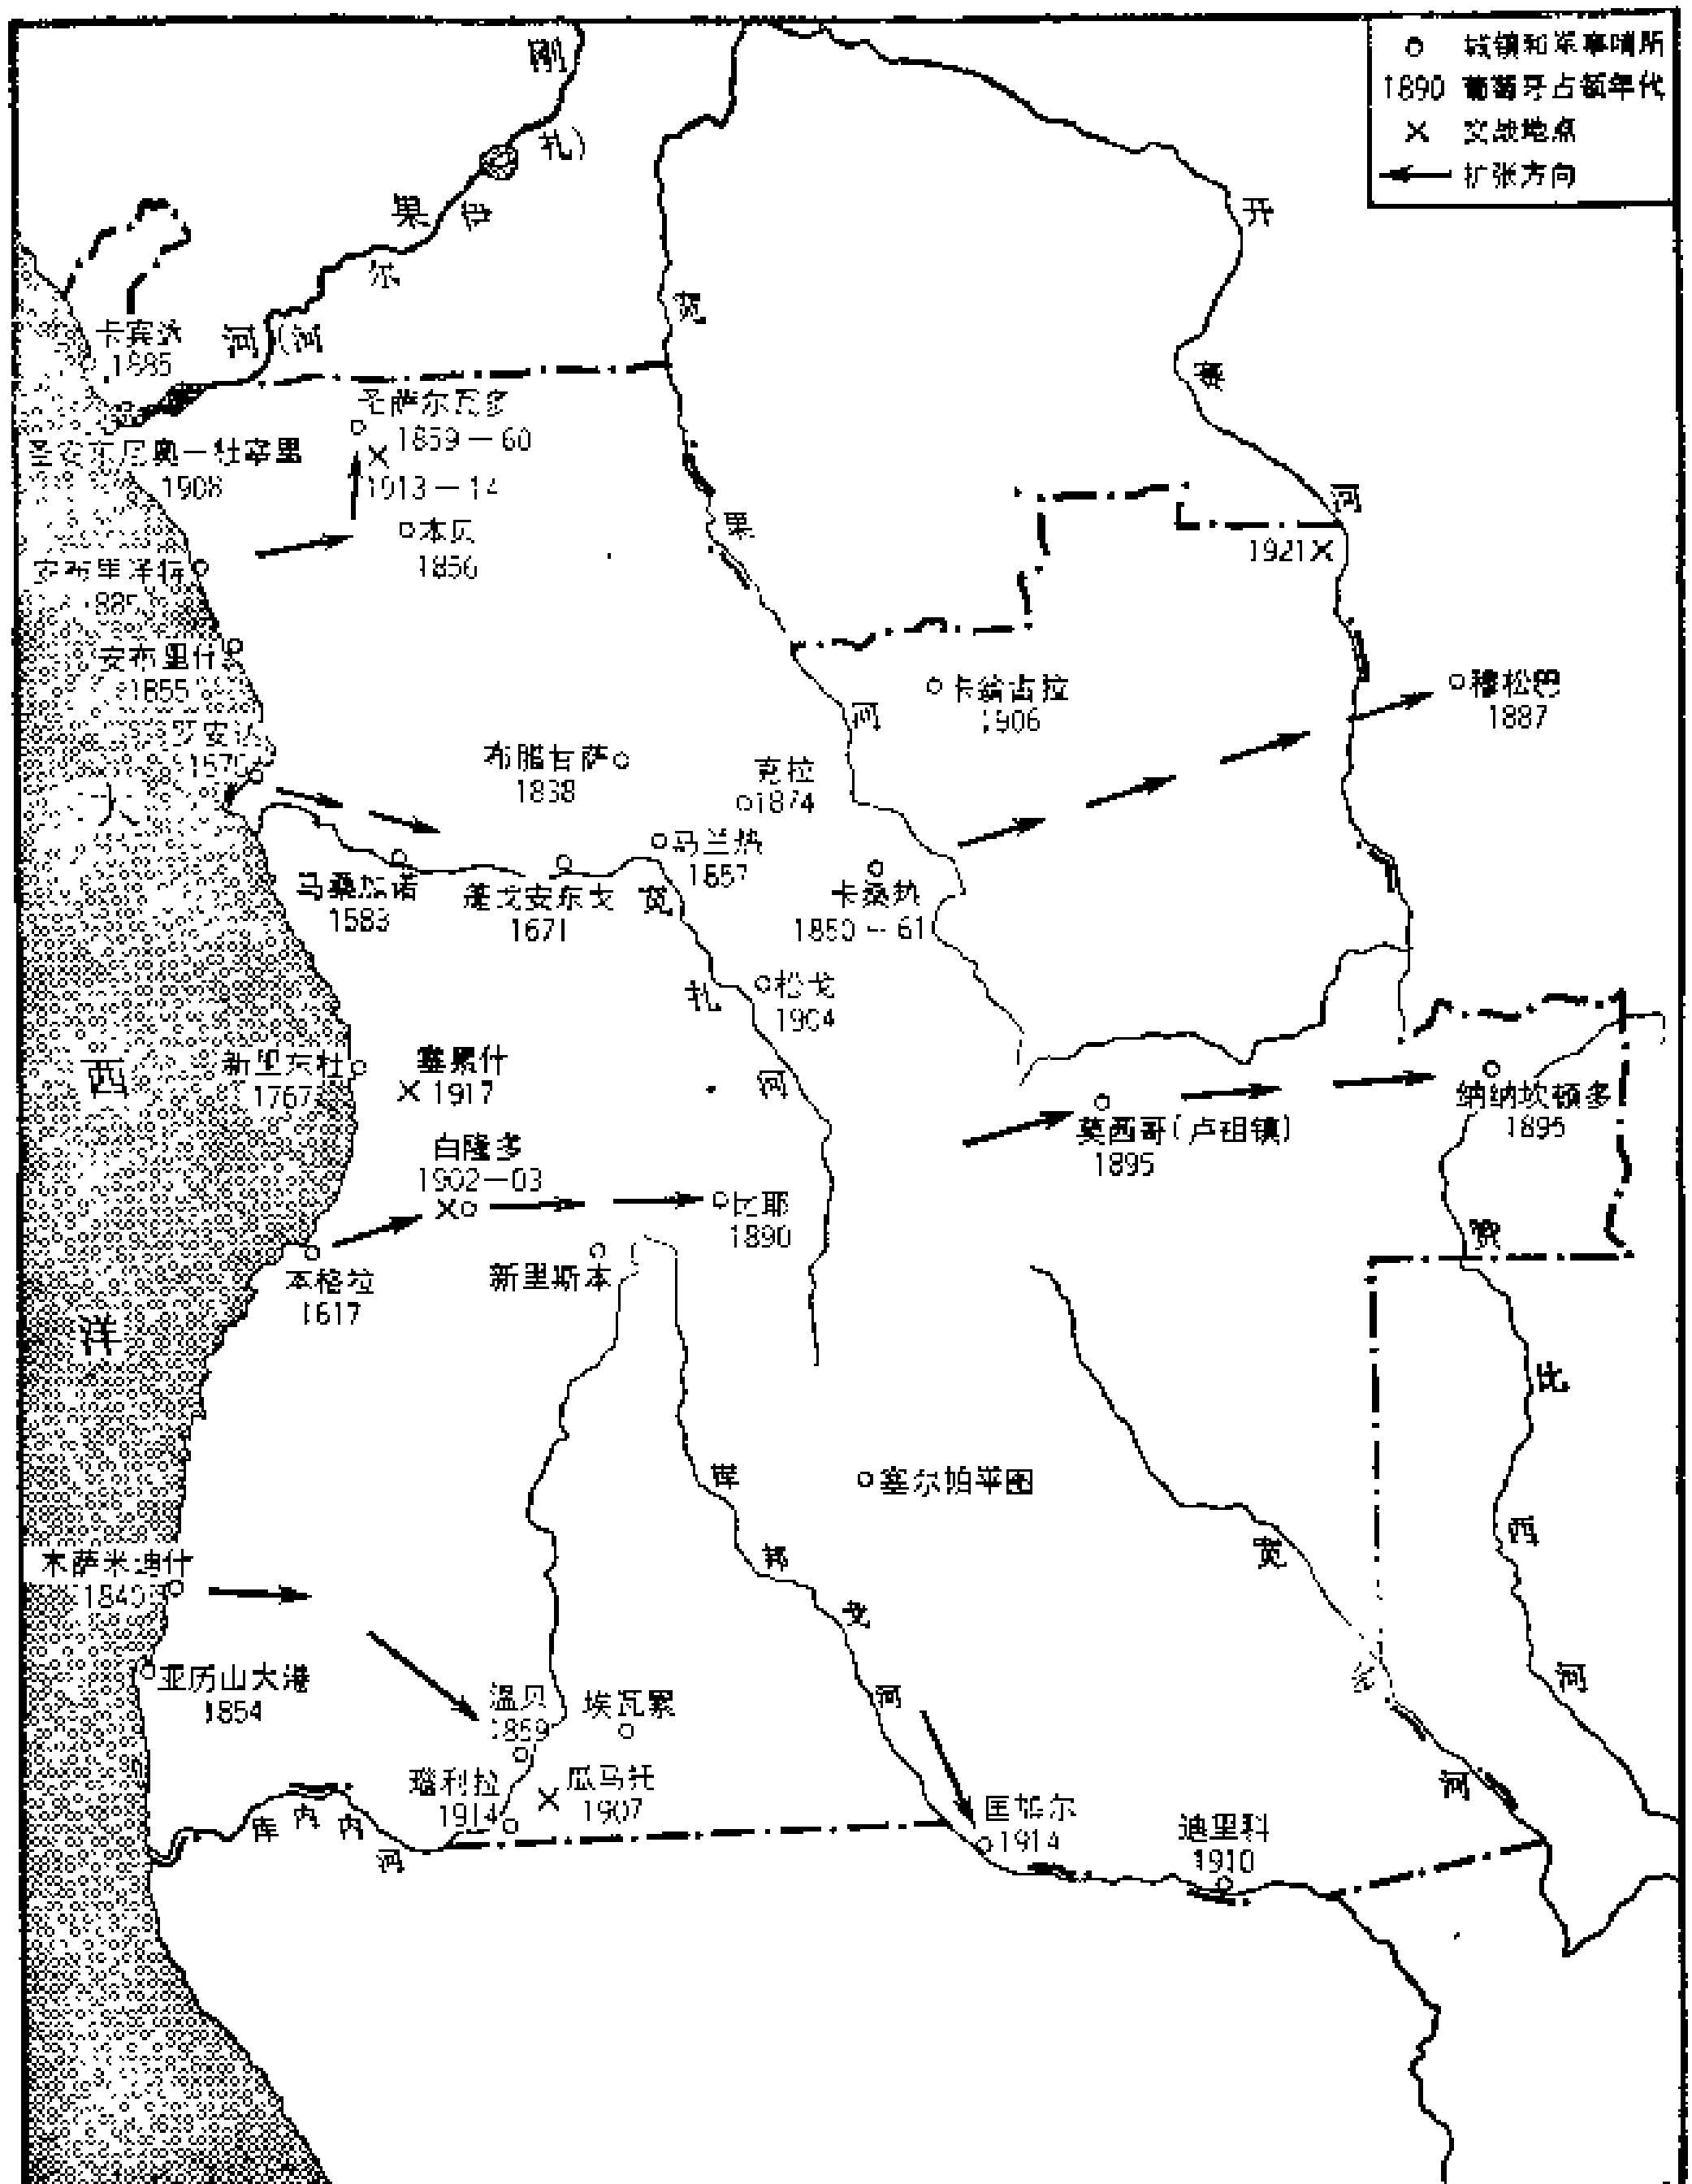 城镇和军事哨所
1890 葡萄牙占领年代
交战地点
扩张方向
刚
果
河
(河
尔
伊
扎)
卡宾达
1885
圣安东尼奥一杜塞里
1908
圣萨尔瓦多
1859－60
1913－14
本贝
1856
安布里泽特
1885
安布里什
1855
罗安达
大
西
洋
宽
果
河
开
赛
河
1921
卡翁古拉
1906
穆松巴
1887
布腊甘萨
1838
克拉
1874
马兰热
1857
马桑加诺
1583
蓬戈安东戈
1671
宽
扎
河
卡桑热
1850－61
松戈
1904
新里东杜
1767
塞累什
1917
白隆多
1902－03
比耶
1890
本格拉
1617
新里斯本
莫西哥(卢祖镇)
1895
纳纳坎顿多
1895
赞
比
西
河
库
邦
戈
河
塞尔帕平图
宽
河
木萨米迪什
1840
亚历山大港
1854
温贝
1859
埃瓦累
瓜马托
1907
1914
库内内
河
匡加尔
1914
迪里科
1910